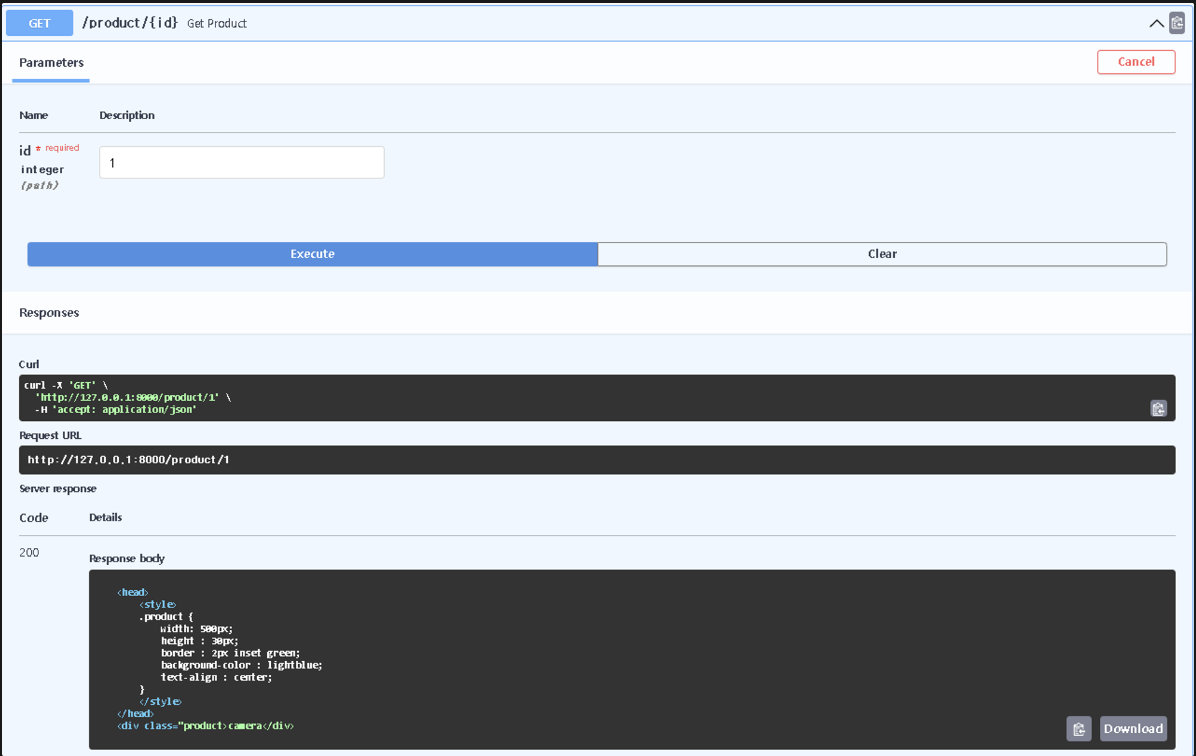 GET /product/{id} Get Product
Parameters
Cancel
Name Description
id * required
integer
(path)
1
Execute
Clear
Responses
Curl
curl -X 'GET' \
'http://127.0.0.1:8000/product/1' \
-H 'accept: application/json'
Request URL
http://127.0.0.1:8000/product/1
Server response
Code Details
200
Response body
<head>
<style>
.product {
width: 500px;
height : 30px;
border : 2px inset green;
background-color : lightblue;
text-align : center;
}
</style>
</head>
<div class="product>camera</div>
Download